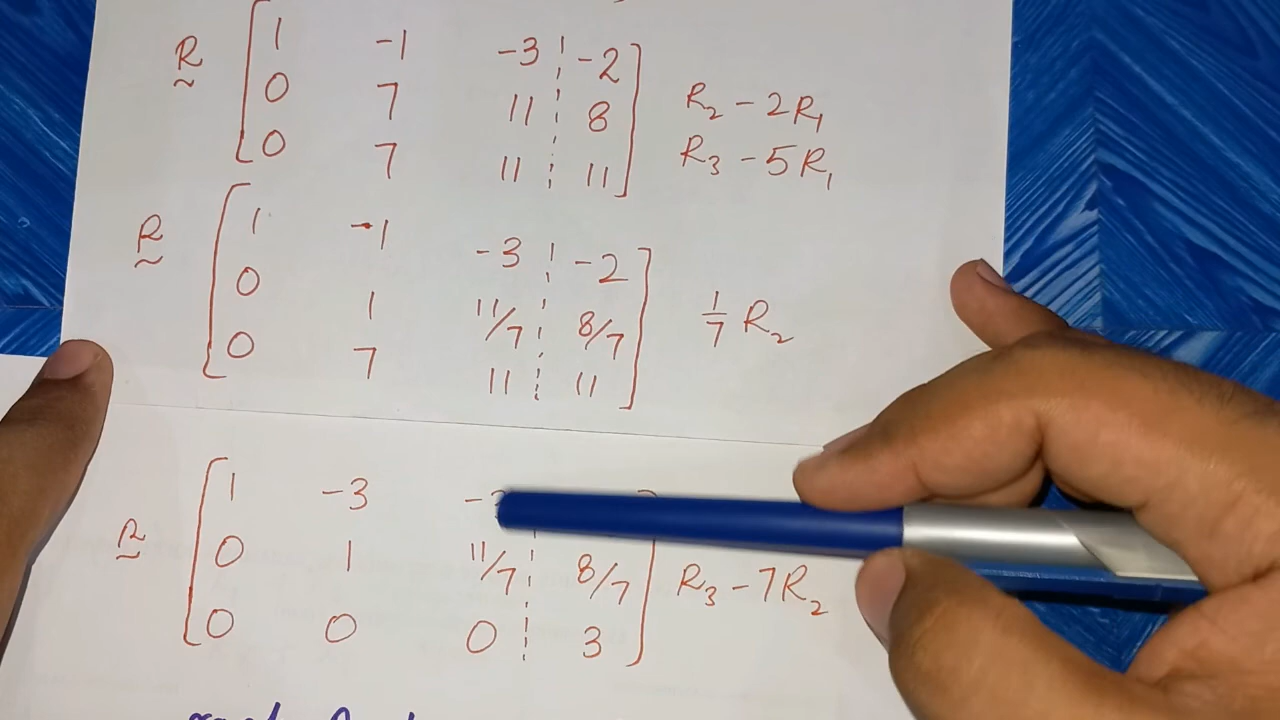 R ~ [ 1 -1 -3 ¦ -2 ]
0 7 11 ¦ 8 R₂ - 2R₁
0 7 11 ¦ 11 R₃ - 5R₁
R ~ [ 1 -1 -3 ¦ -2 ]
0 1 11/7 ¦ 8/7 1/7 R₂
0 7 11 ¦ 11
R ~ [ 1 -3
0 1 11/7 ¦ 8/7 R₃ - 7R₂
0 0 0 ¦ 3 ]